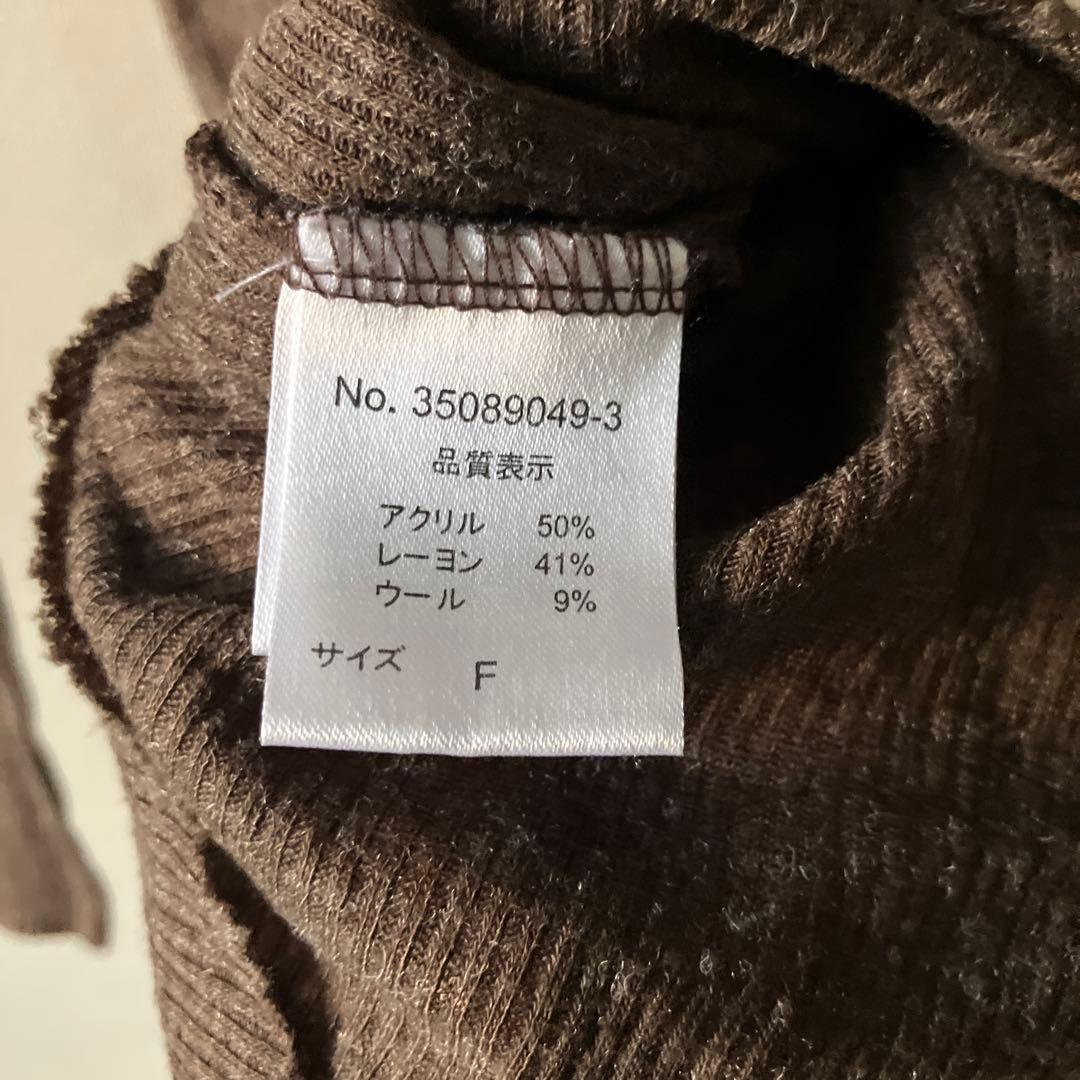 No. 35089049-3
品質表示
アクリル 50%
レーヨン 41%
ウール 9%
サイズ F